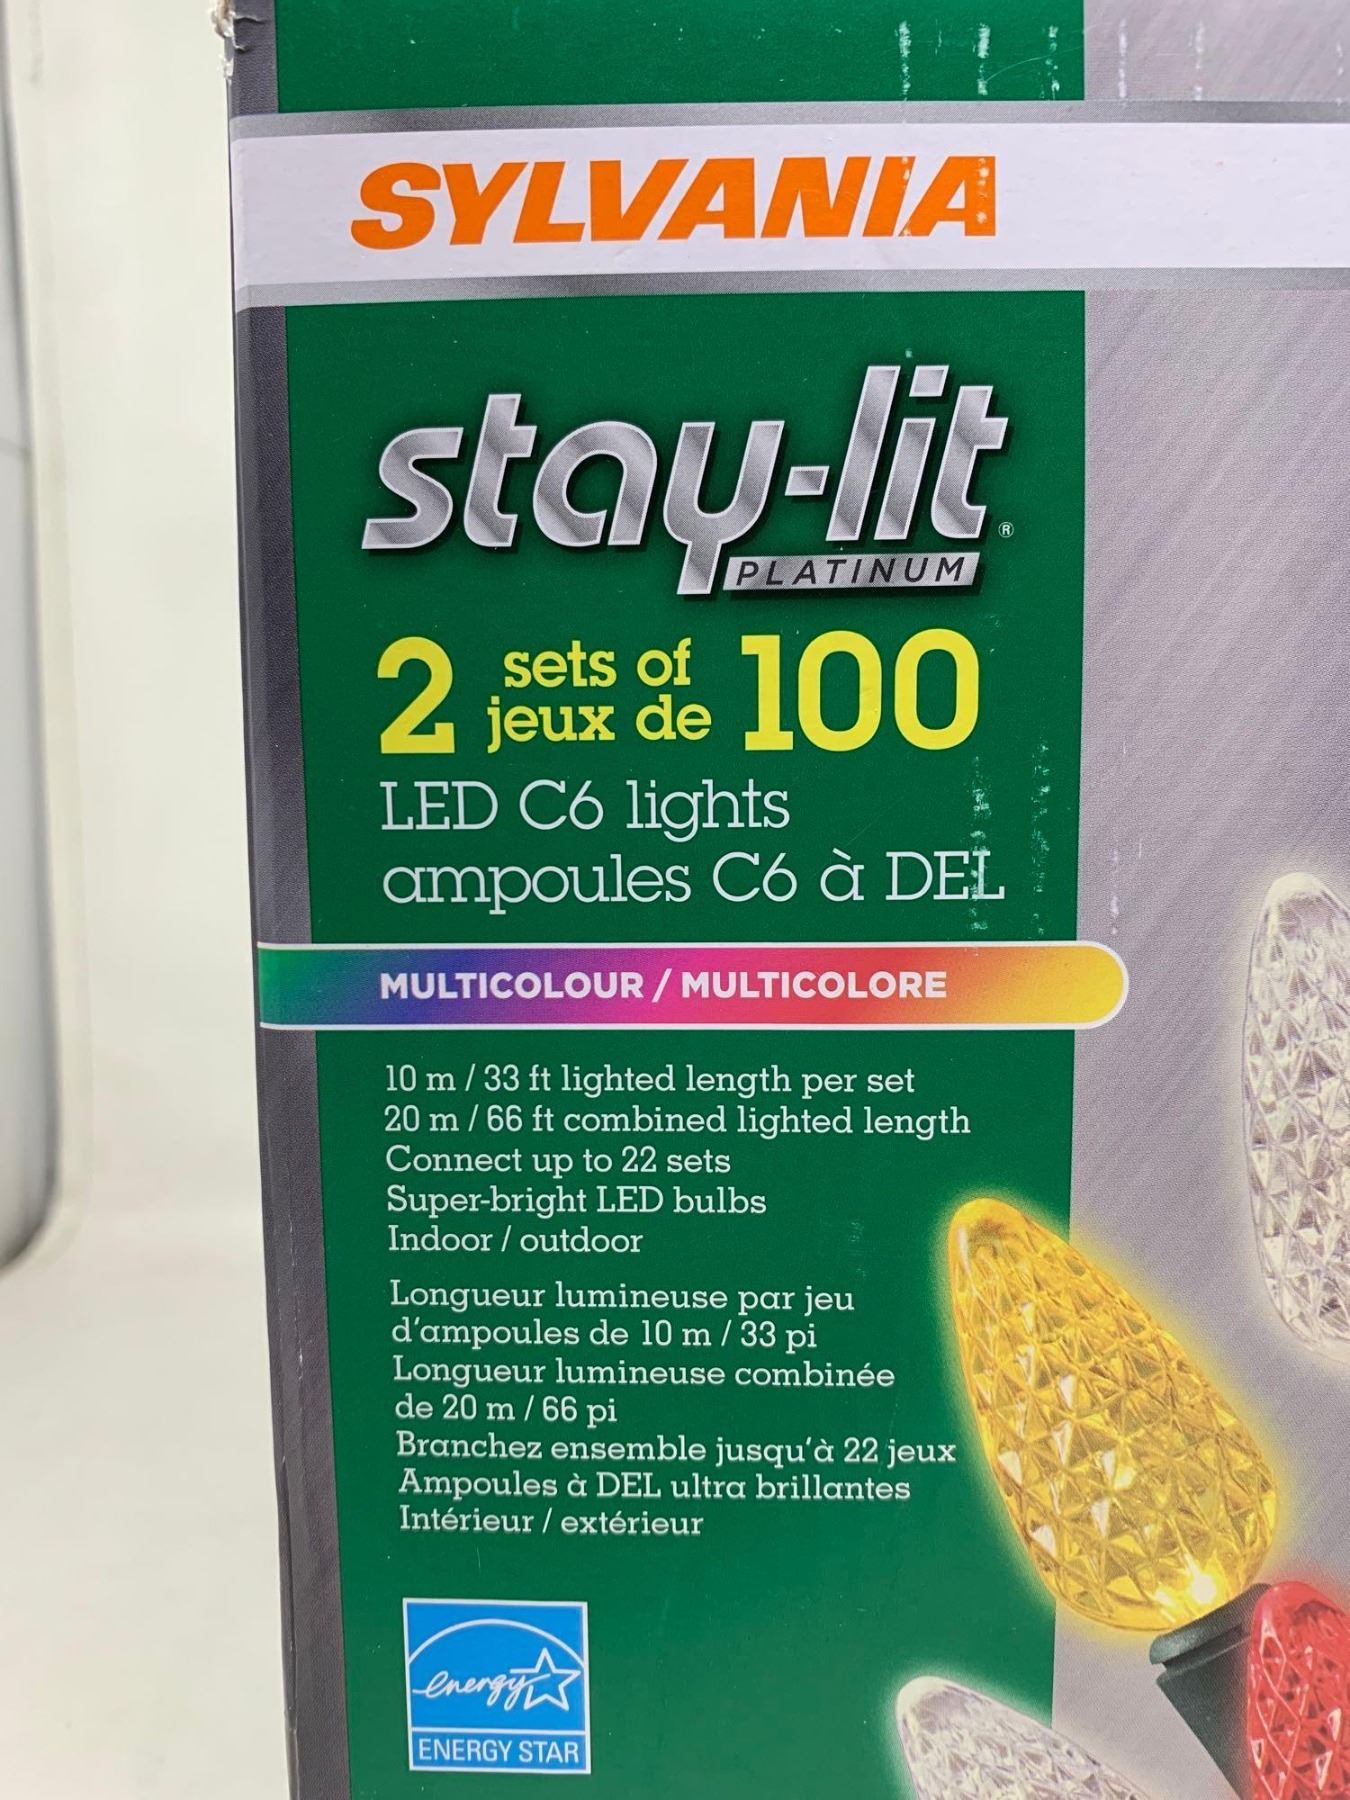 SYLVANIA
stay-lit®
PLATINUM
2 sets of 100
jeux de
LED C6 lights
ampoules C6 à DEL
MULTICOLOUR / MULTICOLORE
10 m / 33 ft lighted length per set
20 m / 66 ft combined lighted length
Connect up to 22 sets
Super-bright LED bulbs
Indoor / outdoor
Longueur lumineuse par jeu
d'ampoules de 10 m / 33 pi
Longueur lumineuse combinée
de 20 m / 66 pi
Branchez ensemble jusqu'à 22 jeux
Ampoules à DEL ultra brillantes
Intérieur / extérieur
energy
ENERGY STAR